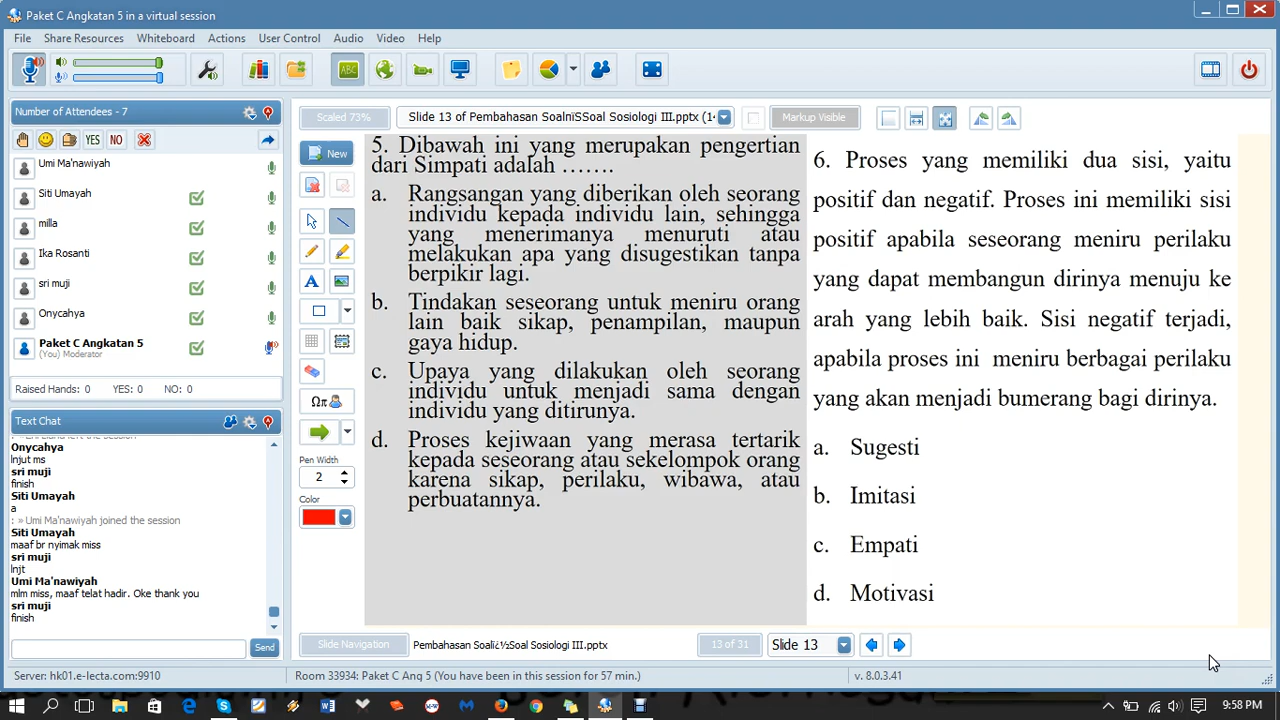 Paket C Angkatan 5 in a virtual session
File Share Resources Whiteboard Actions User Control Audio Video Help
ABC
Number of Attendees - 7
YES NO
Umi Ma'nawiyah
Siti Umayah
milla
Ika Rosanti
sri muji
Onycahya
Paket C Angkatan 5
(You) Moderator
Raised Hands: 0 YES: 0 NO: 0
Text Chat
Onycahya
lnjut ms
sri muji
finish
Siti Umayah
a
: » Umi Ma'nawiyah joined the session
Siti Umayah
maaf br nyimak miss
sri muji
lnjt
Umi Ma'nawiyah
mlm miss, maaf telat hadir. Oke thank you
sri muji
finish
Send
Scaled 73%
Slide 13 of Pembahasan SoalпïSSoal Sosiologi III.pptx (1
Markup Visible
New
Ωπ
Pen Width
2
Color
5. Dibawah ini yang merupakan pengertian
dari Simpati adalah …….
a. Rangsangan yang diberikan oleh seorang
individu kepada individu lain, sehingga
yang menerimanya menuruti atau
melakukan apa yang disugestikan tanpa
berpikir lagi.
b. Tindakan seseorang untuk meniru orang
lain baik sikap, penampilan, maupun
gaya hidup.
c. Upaya yang dilakukan oleh seorang
individu untuk menjadi sama dengan
individu yang ditirunya.
d. Proses kejiwaan yang merasa tertarik
kepada seseorang atau sekelompok orang
karena sikap, perilaku, wibawa, atau
perbuatannya.
6. Proses yang memiliki dua sisi, yaitu
positif dan negatif. Proses ini memiliki sisi
positif apabila seseorang meniru perilaku
yang dapat membangun dirinya menuju ke
arah yang lebih baik. Sisi negatif terjadi,
apabila proses ini meniru berbagai perilaku
yang akan menjadi bumerang bagi dirinya.
a. Sugesti
b. Imitasi
c. Empati
d. Motivasi
Slide Navigation
Pembahasan Soalï¿½Soal Sosiologi III.pptx
13 of 31
Slide 13
Server: hk01.e-lecta.com:9910
Room 33934: Paket C Ang 5 (You have been in this session for 57 min.)
v. 8.0.3.41
9:58 PM